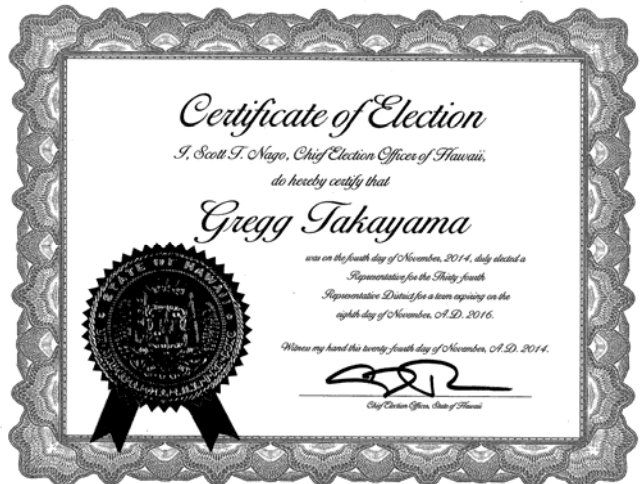 Certificate of Election
I, Scott T. Nago, Chief Election Officer of Hawaii,
do hereby certify that
Gregg Takayama
was on the fourth day of November, 2014, duly elected a
Representative for the Thirty-fourth
Representative District for a term expiring on the
eighth day of November, A.D. 2016.
Witness my hand this twenty-fourth day of November, A.D. 2014.
Chief Election Officer, State of Hawaii
STATE OF HAWAII